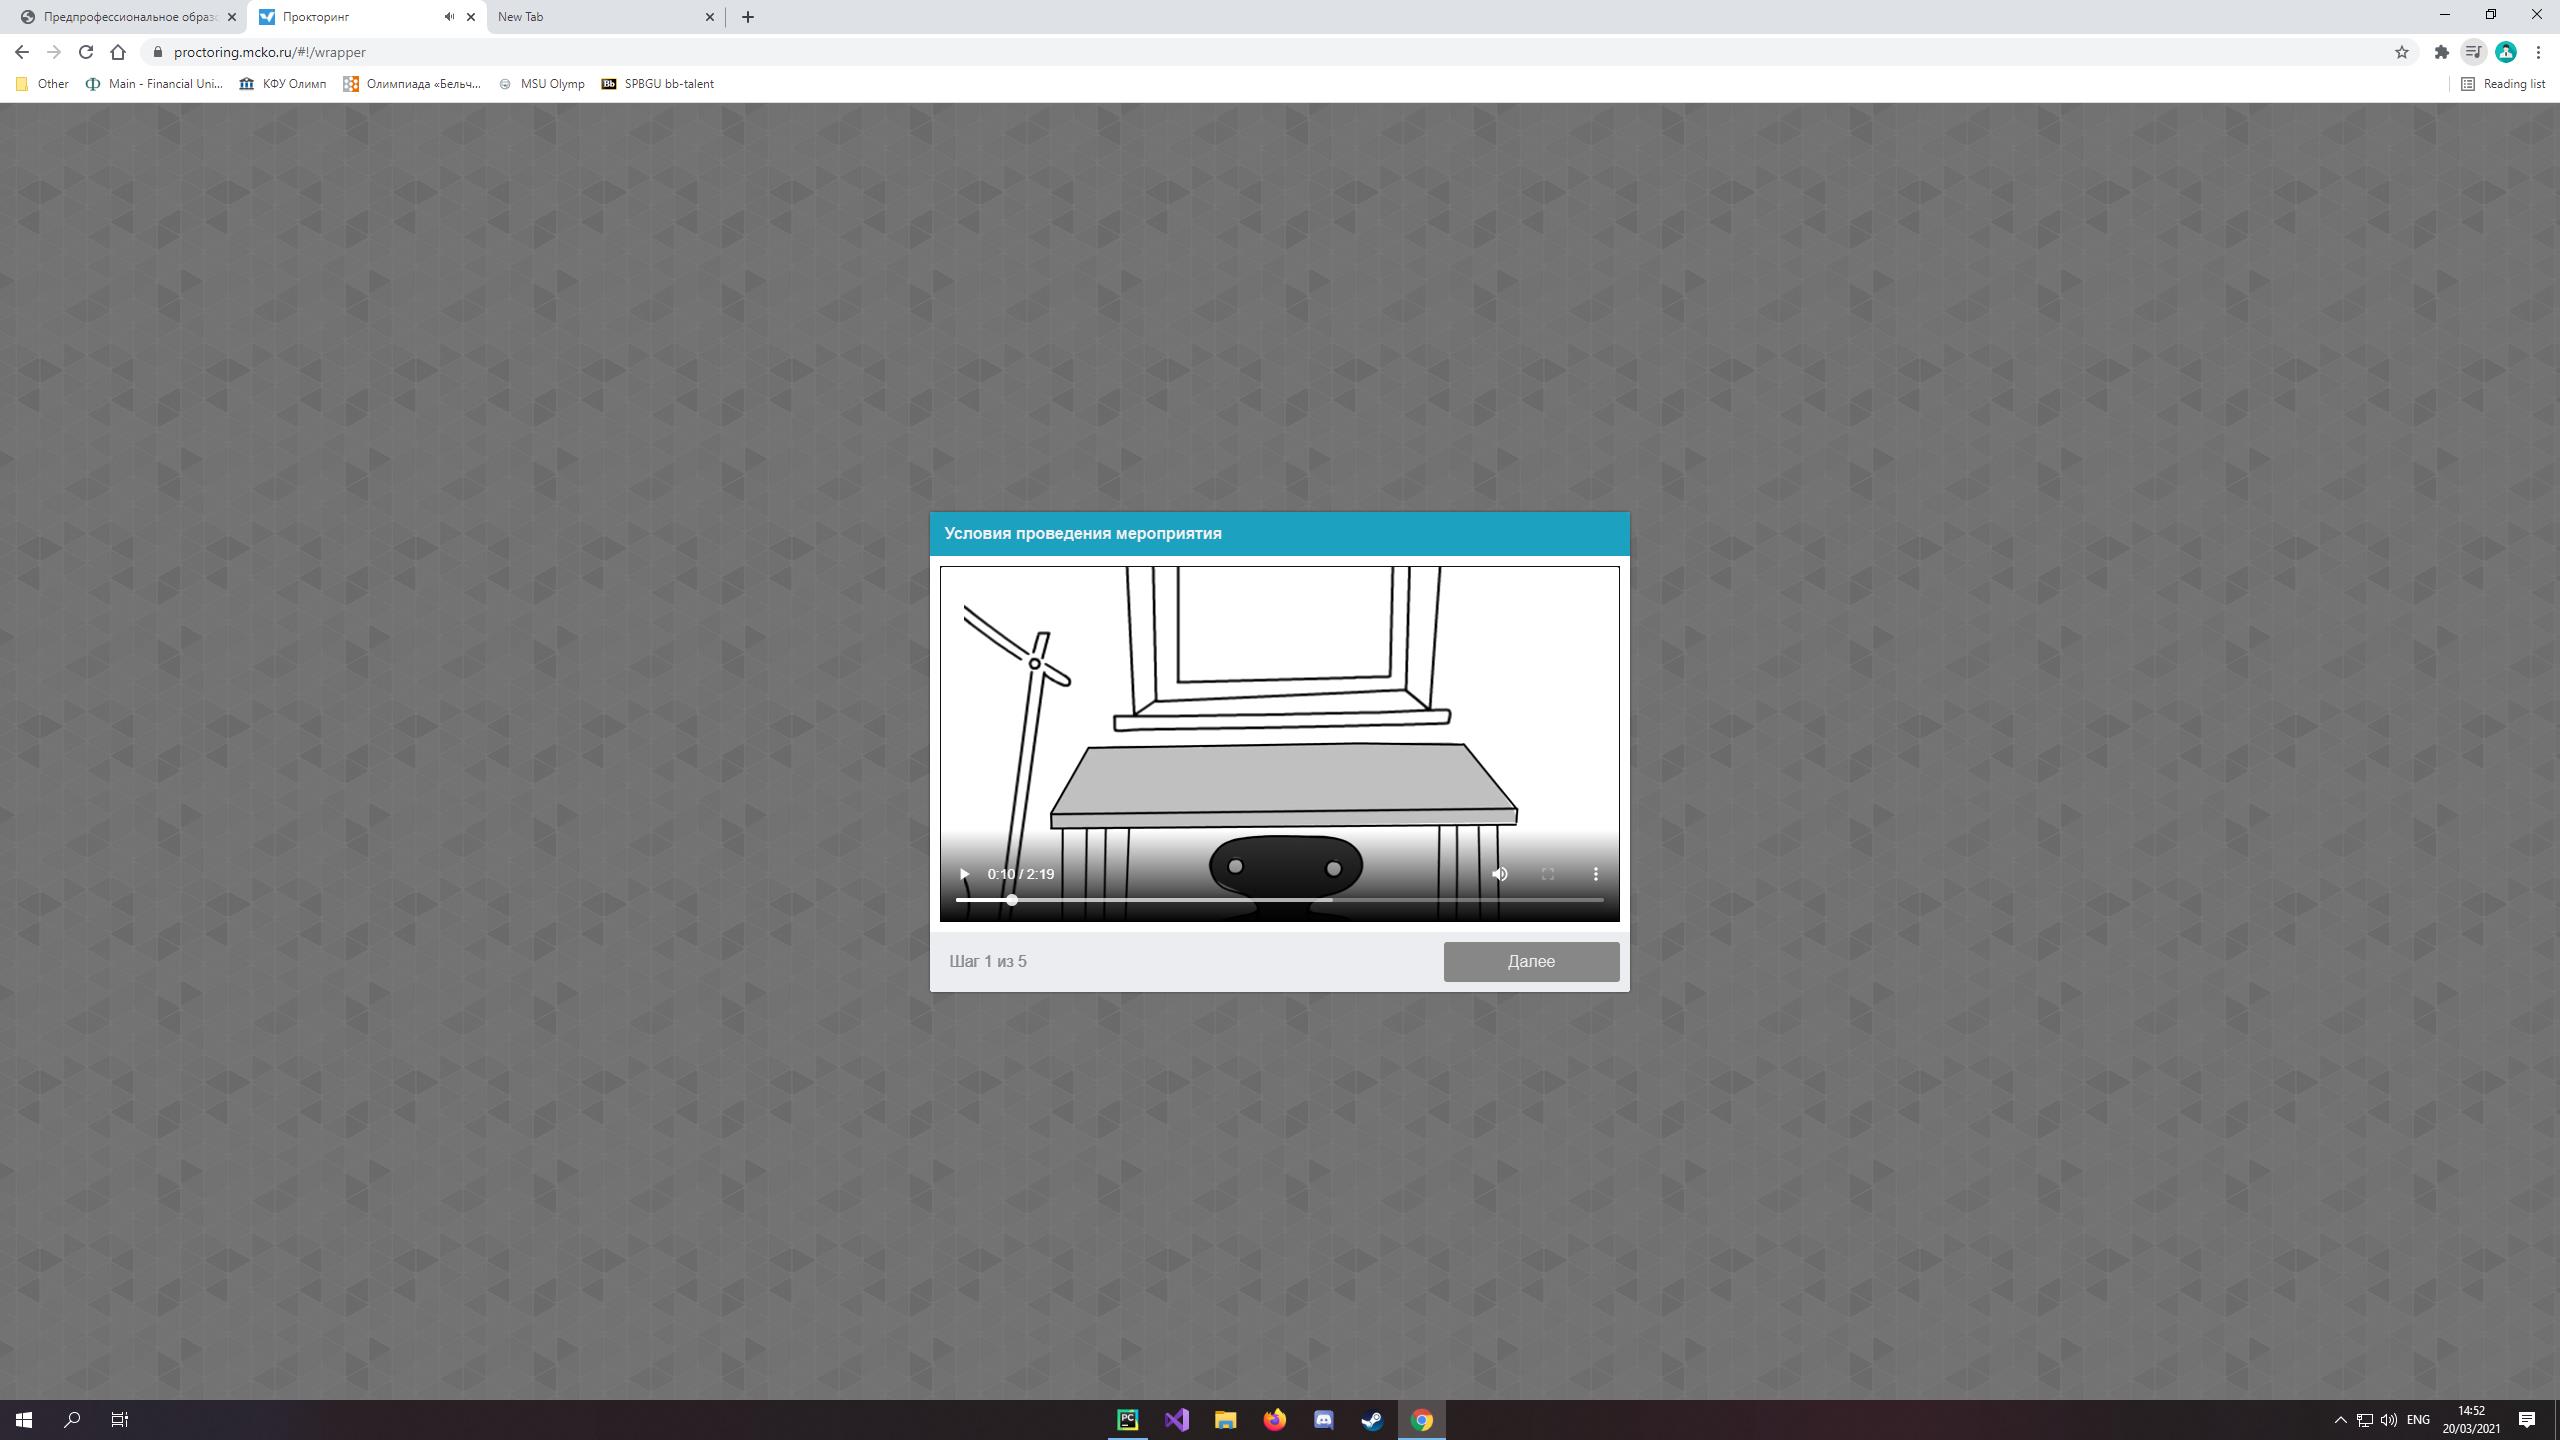 Предпрофессиональное образо
Прокторинг
New Tab
proctoring.mcko.ru/#!/wrapper
Other
Main - Financial Uni...
КФУ Олимп
Олимпиада «Бельч...
MSU Olymp
SPBGU bb-talent
Reading list
Условия проведения мероприятия
0:10 / 2:19
Шаг 1 из 5
Далее
ENG
14:52
20/03/2021